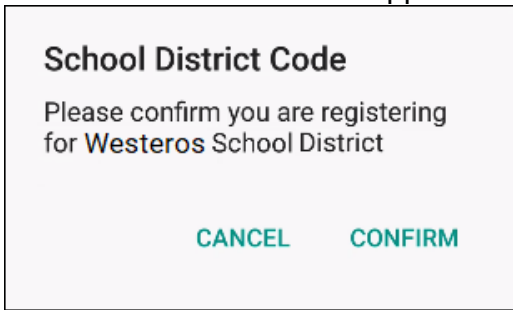 School District Code
Please confirm you are registering
for Westeros School District
CANCEL CONFIRM